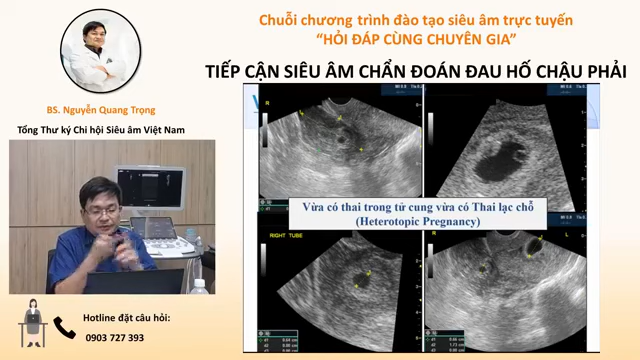 Chuỗi chương trình đào tạo siêu âm trực tuyến
“HỎI ĐÁP CÙNG CHUYÊN GIA”
TIẾP CẬN SIÊU ÂM CHẨN ĐOÁN ĐAU HỐ CHẬU PHẢI
BS. Nguyễn Quang Trọng
Tổng Thư ký Chi hội Siêu âm Việt Nam
R
Vừa có thai trong tử cung vừa có Thai lạc chỗ
(Heterotopic Pregnancy)
RIGHT TUBE
R
L
Hotline đặt câu hỏi:
0903 727 393